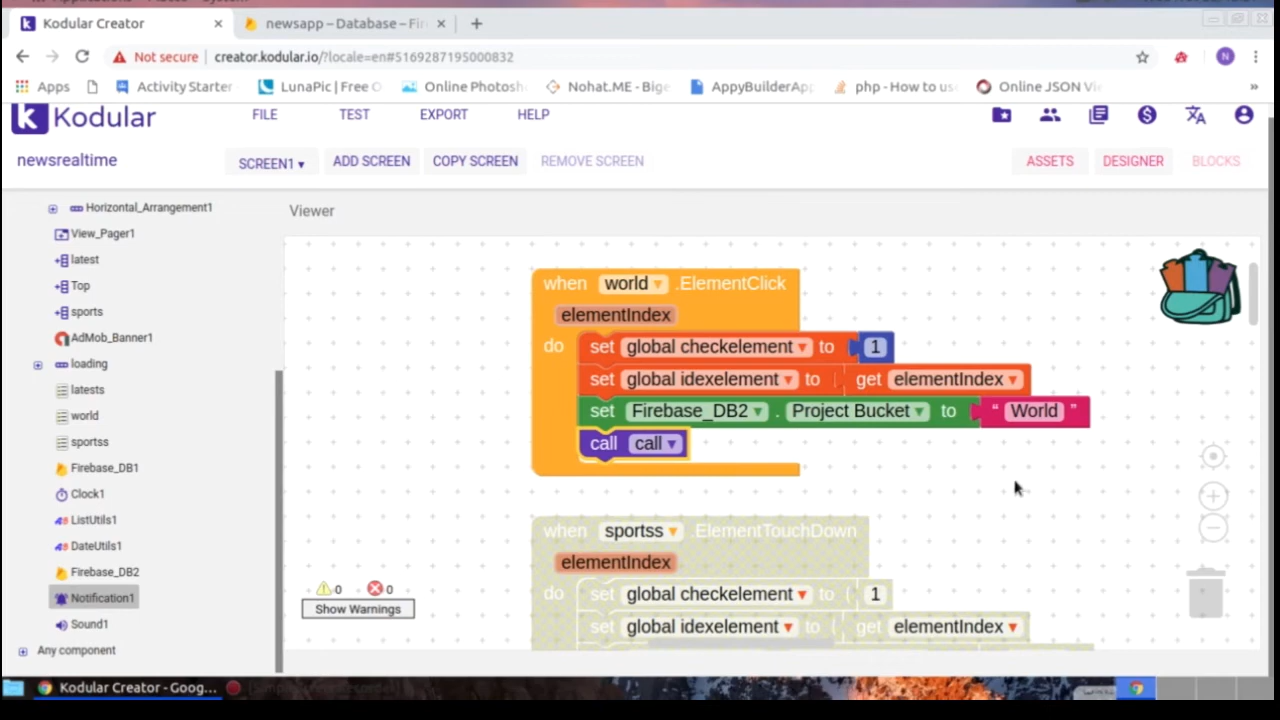 Kodular Creator
newsapp – Database – Fir
Not secure creator.kodular.io/?locale=en#5169287195000832 N
Apps Activity Starter LunaPic | Free Online Photosh Nohat.ME - Bige AppyBuilderApp php - How to us Online JSON Vi »
Kodular FILE TEST EXPORT HELP
newsrealtime SCREEN1 ADD SCREEN COPY SCREEN REMOVE SCREEN ASSETS DESIGNER BLOCKS
Horizontal_Arrangement1
View_Pager1
latest
Top
sports
AdMob_Banner1
loading
latests
world
sportss
Firebase_DB1
Clock1
ListUtils1
DateUtils1
Firebase_DB2
Notification1
Sound1
Any component
Viewer
when world .ElementClick
elementIndex
do set global checkelement to 1
set global idexelement to get elementIndex
set Firebase_DB2 . Project Bucket to “ World ”
call call
when sportss .ElementTouchDown
elementIndex
do set global checkelement to 1
set global idexelement to get elementIndex
0 0
Show Warnings
Kodular Creator - Goog...